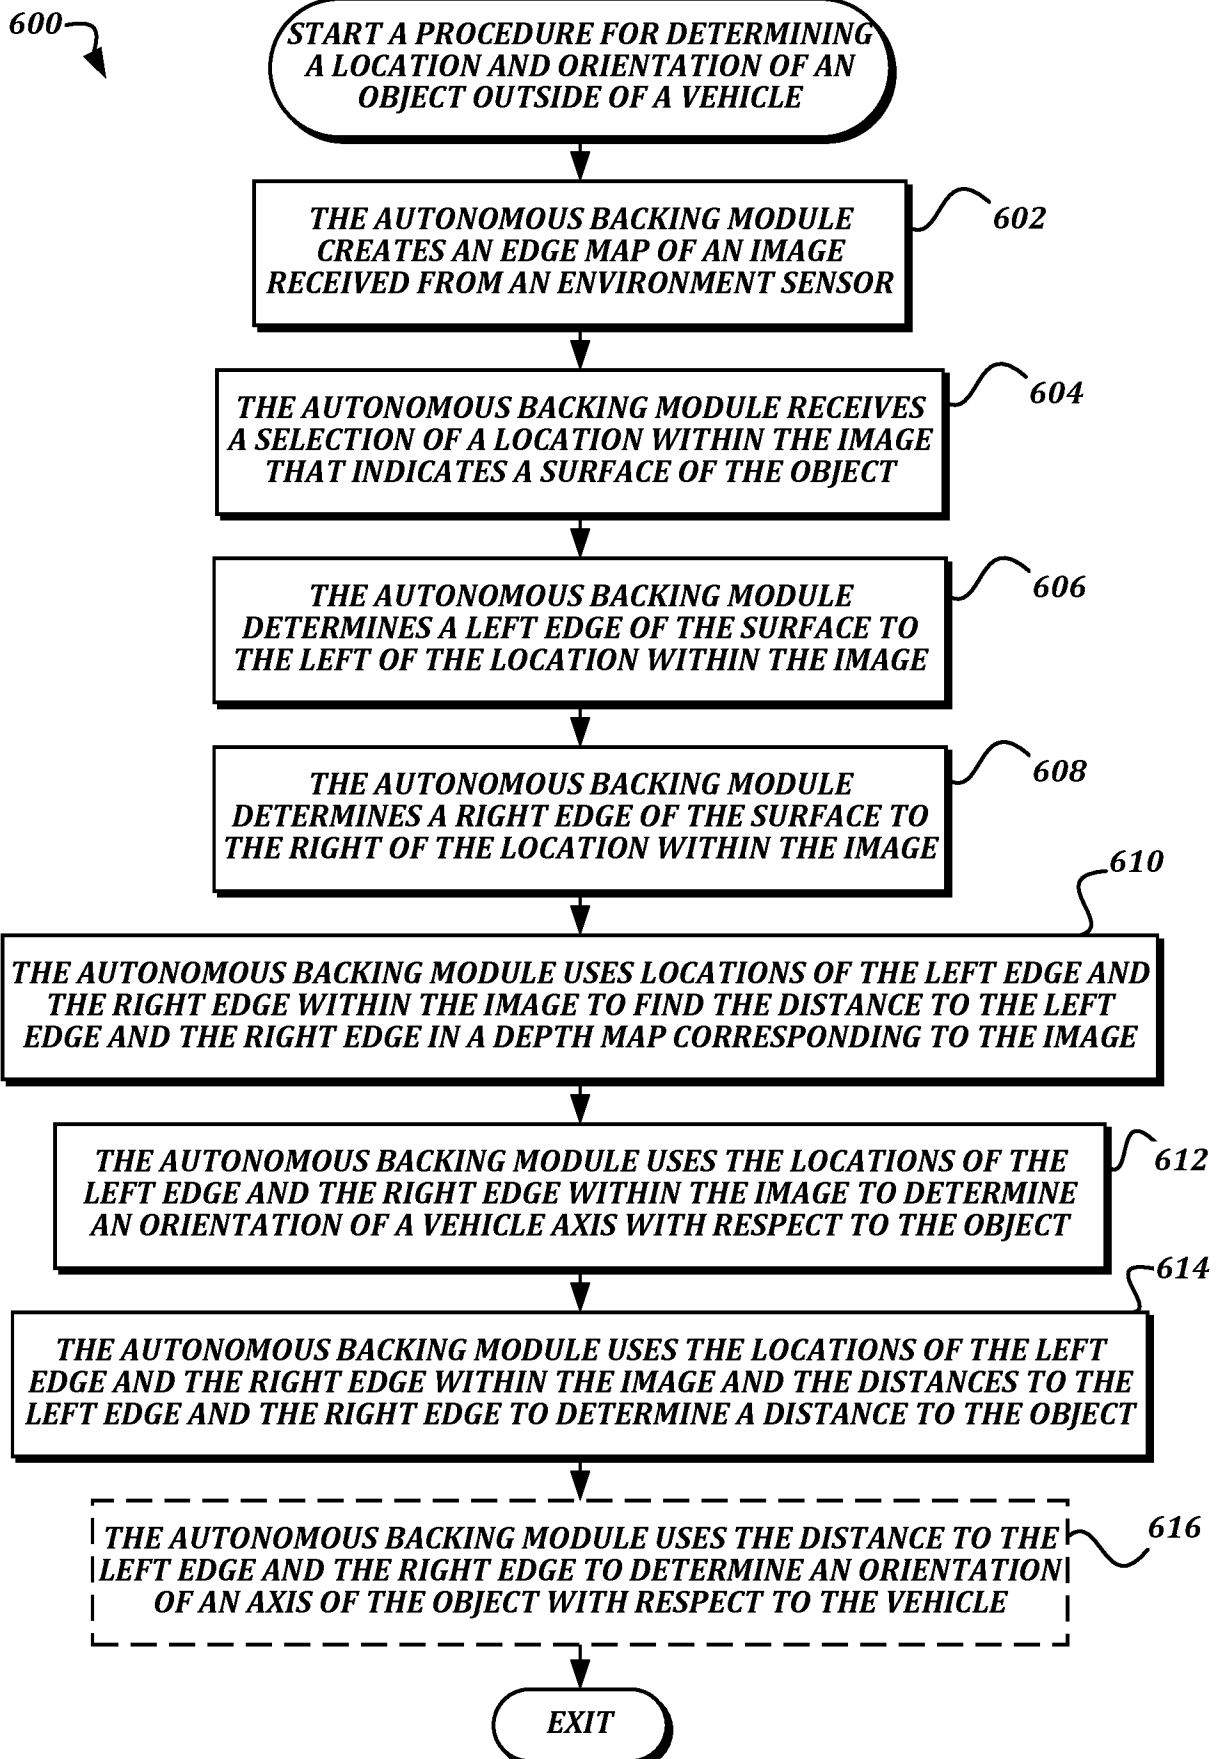 600
START A PROCEDURE FOR DETERMINING
A LOCATION AND ORIENTATION OF AN
OBJECT OUTSIDE OF A VEHICLE
THE AUTONOMOUS BACKING MODULE
CREATES AN EDGE MAP OF AN IMAGE
RECEIVED FROM AN ENVIRONMENT SENSOR
602
THE AUTONOMOUS BACKING MODULE RECEIVES
A SELECTION OF A LOCATION WITHIN THE IMAGE
THAT INDICATES A SURFACE OF THE OBJECT
604
THE AUTONOMOUS BACKING MODULE
DETERMINES A LEFT EDGE OF THE SURFACE TO
THE LEFT OF THE LOCATION WITHIN THE IMAGE
606
THE AUTONOMOUS BACKING MODULE
DETERMINES A RIGHT EDGE OF THE SURFACE TO
THE RIGHT OF THE LOCATION WITHIN THE IMAGE
608
610
THE AUTONOMOUS BACKING MODULE USES LOCATIONS OF THE LEFT EDGE AND
THE RIGHT EDGE WITHIN THE IMAGE TO FIND THE DISTANCE TO THE LEFT
EDGE AND THE RIGHT EDGE IN A DEPTH MAP CORRESPONDING TO THE IMAGE
THE AUTONOMOUS BACKING MODULE USES THE LOCATIONS OF THE
LEFT EDGE AND THE RIGHT EDGE WITHIN THE IMAGE TO DETERMINE
AN ORIENTATION OF A VEHICLE AXIS WITH RESPECT TO THE OBJECT
612
614
THE AUTONOMOUS BACKING MODULE USES THE LOCATIONS OF THE LEFT
EDGE AND THE RIGHT EDGE WITHIN THE IMAGE AND THE DISTANCES TO THE
LEFT EDGE AND THE RIGHT EDGE TO DETERMINE A DISTANCE TO THE OBJECT
THE AUTONOMOUS BACKING MODULE USES THE DISTANCE TO THE
LEFT EDGE AND THE RIGHT EDGE TO DETERMINE AN ORIENTATION
OF AN AXIS OF THE OBJECT WITH RESPECT TO THE VEHICLE
616
EXIT